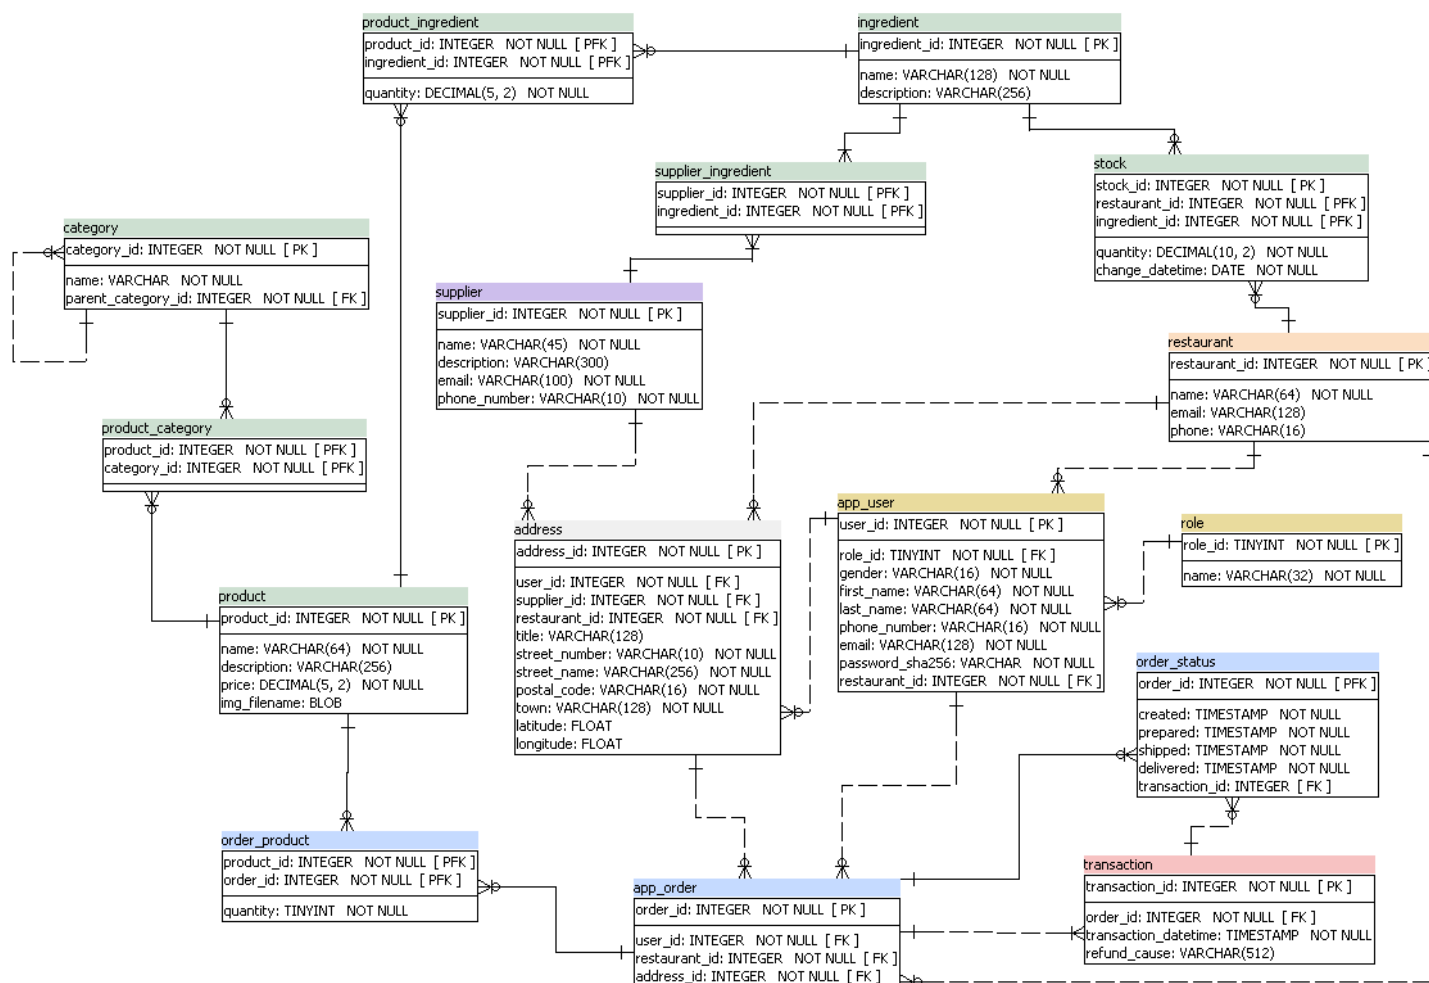 product_ingredient
product_id: INTEGER NOT NULL [ PFK ]
ingredient_id: INTEGER NOT NULL [ PFK ]
quantity: DECIMAL(5, 2) NOT NULL
ingredient
ingredient_id: INTEGER NOT NULL [ PK ]
name: VARCHAR(128) NOT NULL
description: VARCHAR(256)
supplier_ingredient
supplier_id: INTEGER NOT NULL [ PFK ]
ingredient_id: INTEGER NOT NULL [ PFK ]
stock
stock_id: INTEGER NOT NULL [ PK ]
restaurant_id: INTEGER NOT NULL [ PFK ]
ingredient_id: INTEGER NOT NULL [ PFK ]
quantity: DECIMAL(10, 2) NOT NULL
change_datetime: DATE NOT NULL
category
category_id: INTEGER NOT NULL [ PK ]
name: VARCHAR NOT NULL
parent_category_id: INTEGER NOT NULL [ FK ]
supplier
supplier_id: INTEGER NOT NULL [ PK ]
name: VARCHAR(45) NOT NULL
description: VARCHAR(300)
email: VARCHAR(100) NOT NULL
phone_number: VARCHAR(10) NOT NULL
restaurant
restaurant_id: INTEGER NOT NULL [ PK ]
name: VARCHAR(64) NOT NULL
email: VARCHAR(128)
phone: VARCHAR(16)
product_category
product_id: INTEGER NOT NULL [ PFK ]
category_id: INTEGER NOT NULL [ PFK ]
address
address_id: INTEGER NOT NULL [ PK ]
user_id: INTEGER NOT NULL [ FK ]
supplier_id: INTEGER NOT NULL [ FK ]
restaurant_id: INTEGER NOT NULL [ FK ]
title: VARCHAR(128)
street_number: VARCHAR(10) NOT NULL
street_name: VARCHAR(256) NOT NULL
postal_code: VARCHAR(16) NOT NULL
town: VARCHAR(128) NOT NULL
latitude: FLOAT
longitude: FLOAT
app_user
user_id: INTEGER NOT NULL [ PK ]
role_id: TINYINT NOT NULL [ FK ]
gender: VARCHAR(16) NOT NULL
first_name: VARCHAR(64) NOT NULL
last_name: VARCHAR(64) NOT NULL
phone_number: VARCHAR(16) NOT NULL
email: VARCHAR(128) NOT NULL
password_sha256: VARCHAR NOT NULL
restaurant_id: INTEGER NOT NULL [ FK ]
role
role_id: TINYINT NOT NULL [ PK ]
name: VARCHAR(32) NOT NULL
product
product_id: INTEGER NOT NULL [ PK ]
name: VARCHAR(64) NOT NULL
description: VARCHAR(256)
price: DECIMAL(5, 2) NOT NULL
img_filename: BLOB
order_status
order_id: INTEGER NOT NULL [ PFK ]
created: TIMESTAMP NOT NULL
prepared: TIMESTAMP NOT NULL
shipped: TIMESTAMP NOT NULL
delivered: TIMESTAMP NOT NULL
transaction_id: INTEGER [ FK ]
order_product
product_id: INTEGER NOT NULL [ PFK ]
order_id: INTEGER NOT NULL [ PFK ]
quantity: TINYINT NOT NULL
app_order
order_id: INTEGER NOT NULL [ PK ]
user_id: INTEGER NOT NULL [ FK ]
restaurant_id: INTEGER NOT NULL [ FK ]
address_id: INTEGER NOT NULL [ FK ]
transaction
transaction_id: INTEGER NOT NULL [ PK ]
order_id: INTEGER NOT NULL [ FK ]
transaction_datetime: TIMESTAMP NOT NULL
refund_cause: VARCHAR(512)